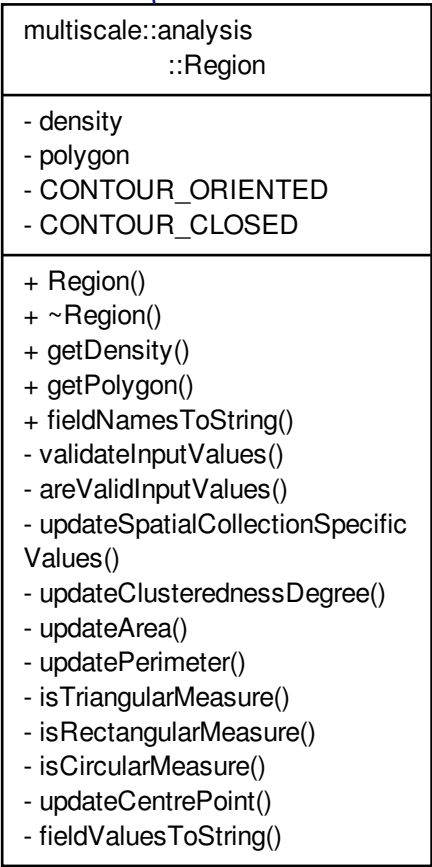 multiscale::analysis
::Region
- density
- polygon
- CONTOUR_ORIENTED
- CONTOUR_CLOSED
+ Region()
+ ~Region()
+ getDensity()
+ getPolygon()
+ fieldNamesToString()
- validateInputValues()
- areValidInputValues()
- updateSpatialCollectionSpecific
Values()
- updateClusterednessDegree()
- updateArea()
- updatePerimeter()
- isTriangularMeasure()
- isRectangularMeasure()
- isCircularMeasure()
- updateCentrePoint()
- fieldValuesToString()